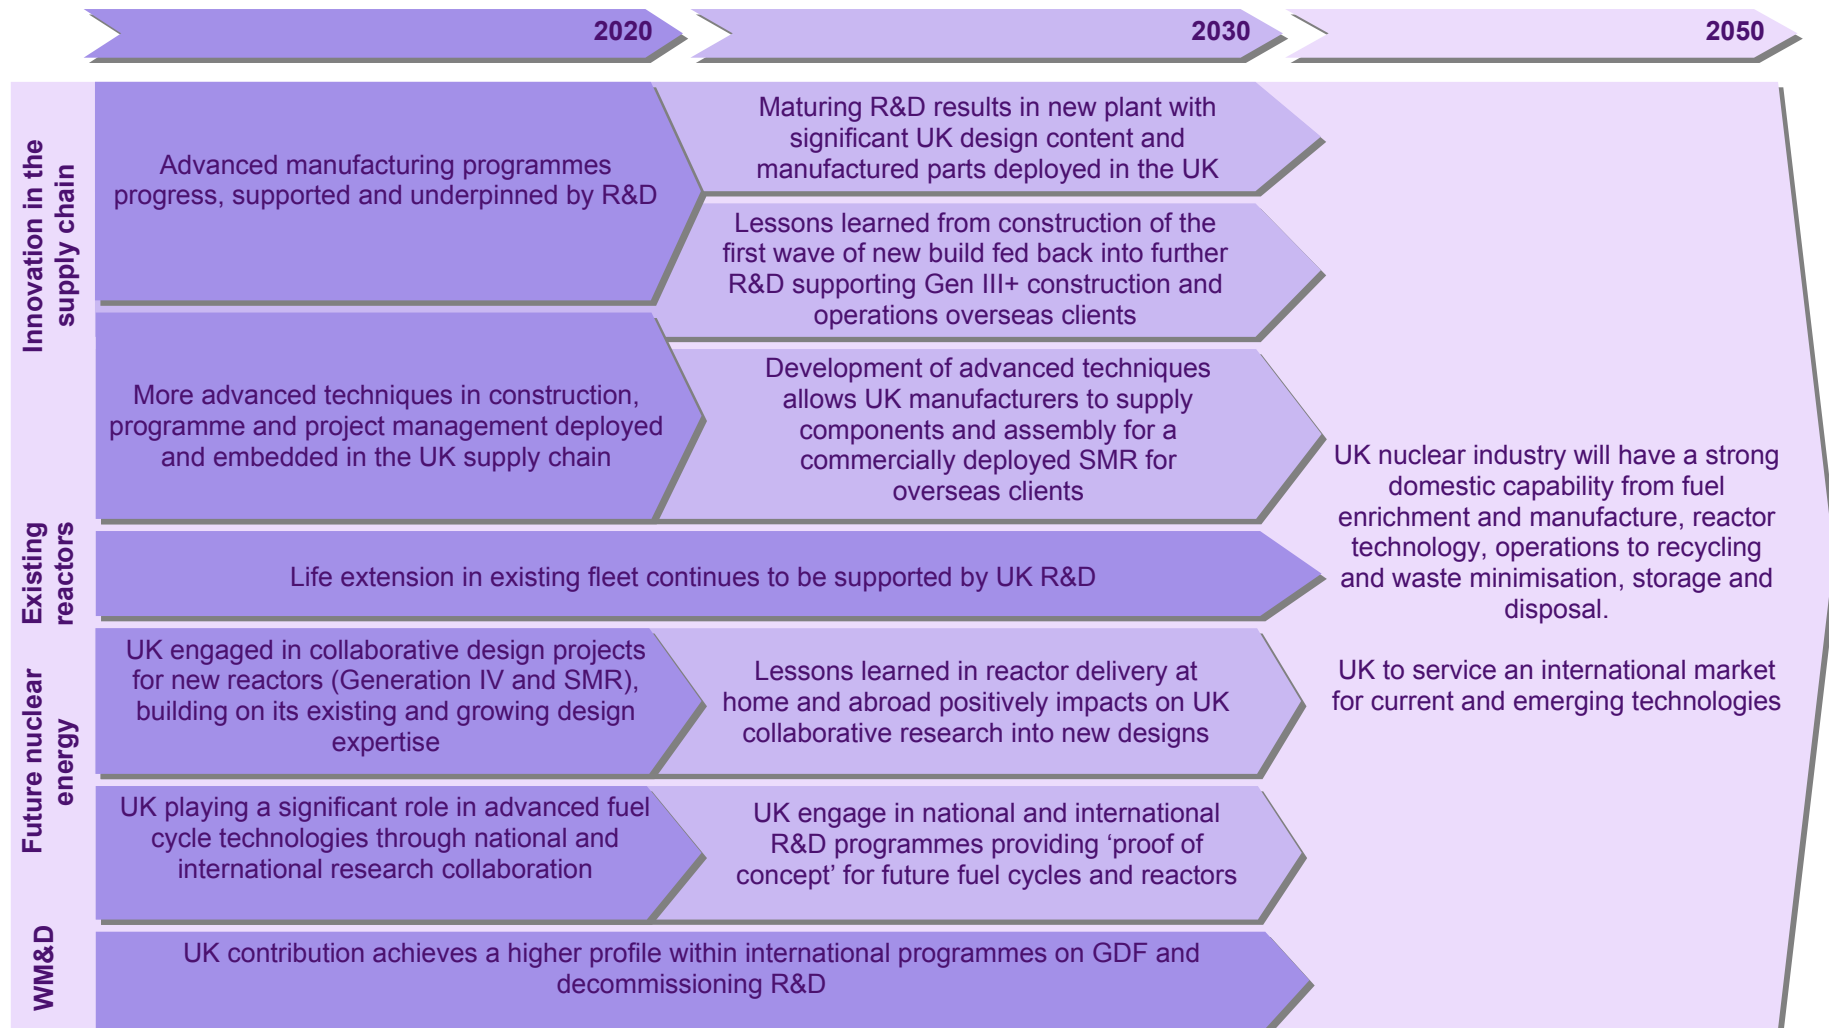 2020
2030
2050
Innovation in the
supply chain
Advanced manufacturing programmes
progress, supported and underpinned by R&D
Maturing R&D results in new plant with
significant UK design content and
manufactured parts deployed in the UK
Lessons learned from construction of the
first wave of new build fed back into further
R&D supporting Gen III+ construction and
operations overseas clients
More advanced techniques in construction,
programme and project management deployed
and embedded in the UK supply chain
Development of advanced techniques
allows UK manufacturers to supply
components and assembly for a
commercially deployed SMR for
overseas clients
Existing
reactors
Life extension in existing fleet continues to be supported by UK R&D
Future nuclear
energy
UK engaged in collaborative design projects
for new reactors (Generation IV and SMR),
building on its existing and growing design
expertise
Lessons learned in reactor delivery at
home and abroad positively impacts on UK
collaborative research into new designs
UK playing a significant role in advanced fuel
cycle technologies through national and
international research collaboration
UK engage in national and international
R&D programmes providing ‘proof of
concept’ for future fuel cycles and reactors
WM&D
UK contribution achieves a higher profile within international programmes on GDF and
decommissioning R&D
UK nuclear industry will have a strong
domestic capability from fuel
enrichment and manufacture, reactor
technology, operations to recycling
and waste minimisation, storage and
disposal.
UK to service an international market
for current and emerging technologies